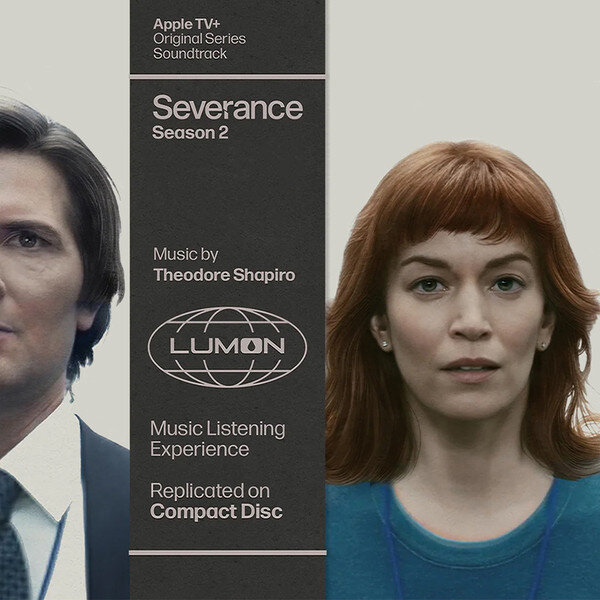 Apple TV+
Original Series
Soundtrack
Severance
Season 2
Music by
Theodore Shapiro
LUMON
Music Listening
Experience
Replicated on
Compact Disc